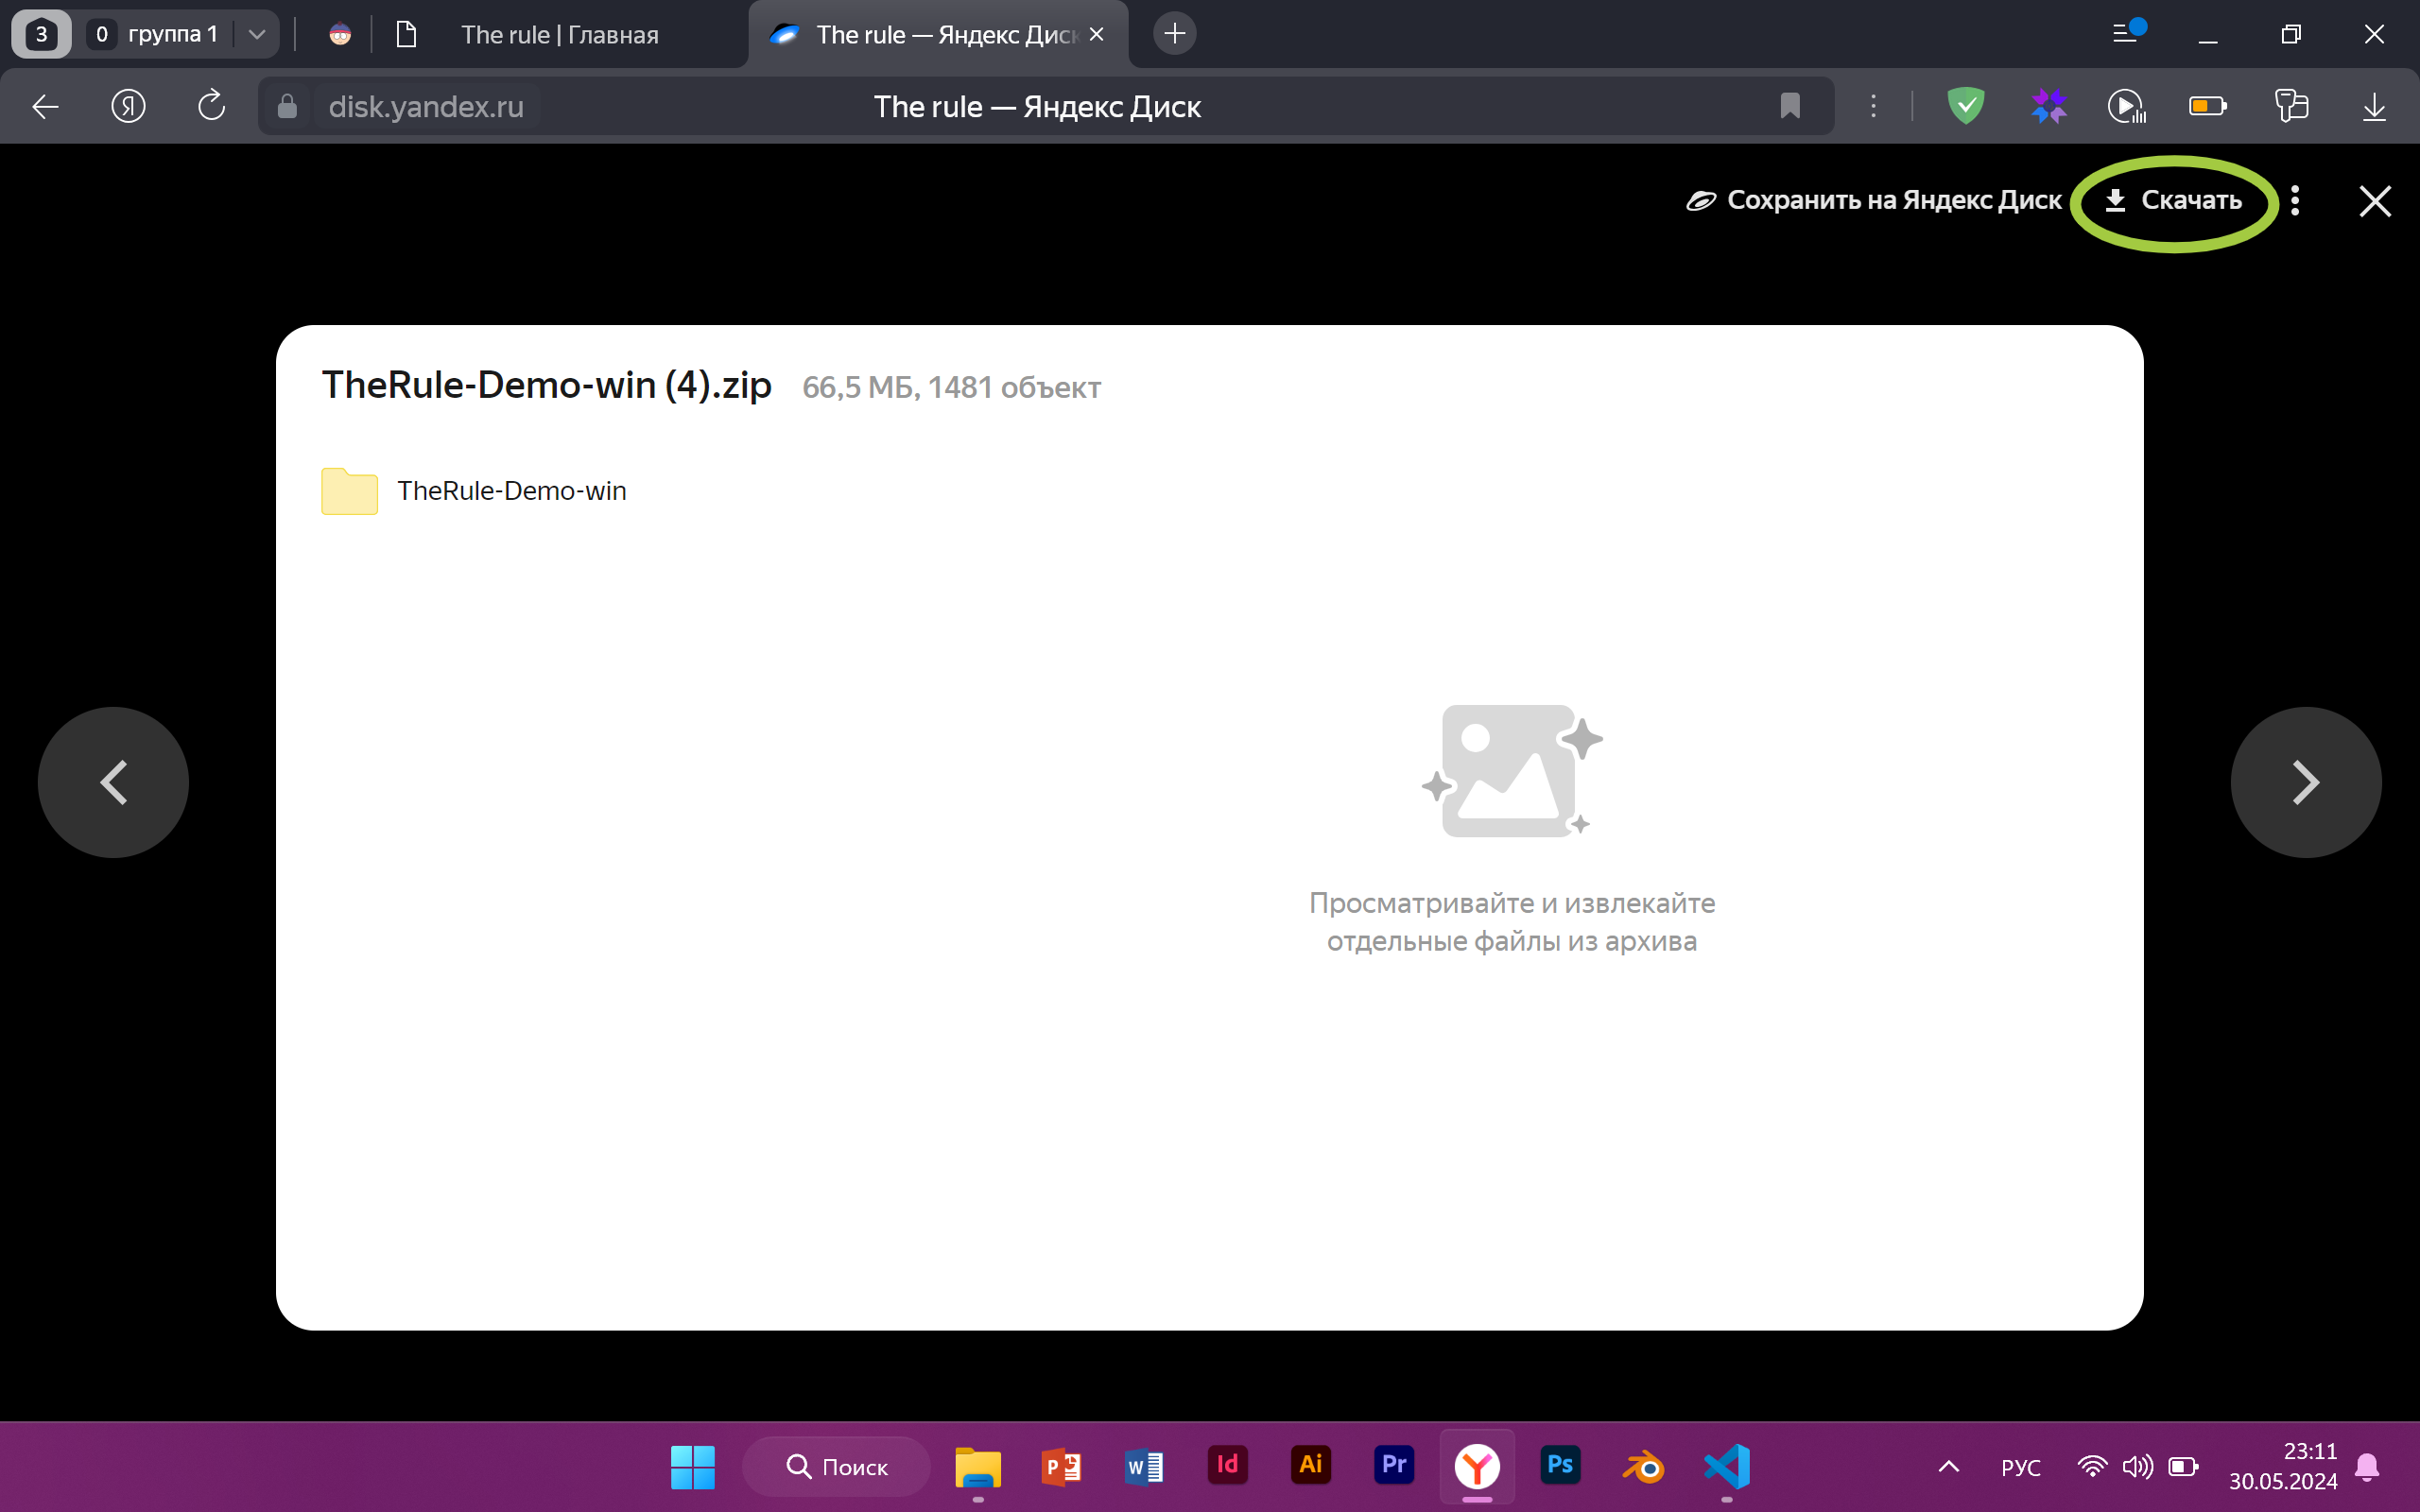 3
0 группа 1
The rule | Главная
The rule — Яндекс Диск
Я
disk.yandex.ru
The rule — Яндекс Диск
Сохранить на Яндекс Диск
Скачать
TheRule-Demo-win (4).zip 66,5 МБ, 1481 объект
TheRule-Demo-win
Просматривайте и извлекайте
отдельные файлы из архива
Поиск
P
W
Id
Ai
Pr
Y
Ps
РУС
23:11
30.05.2024